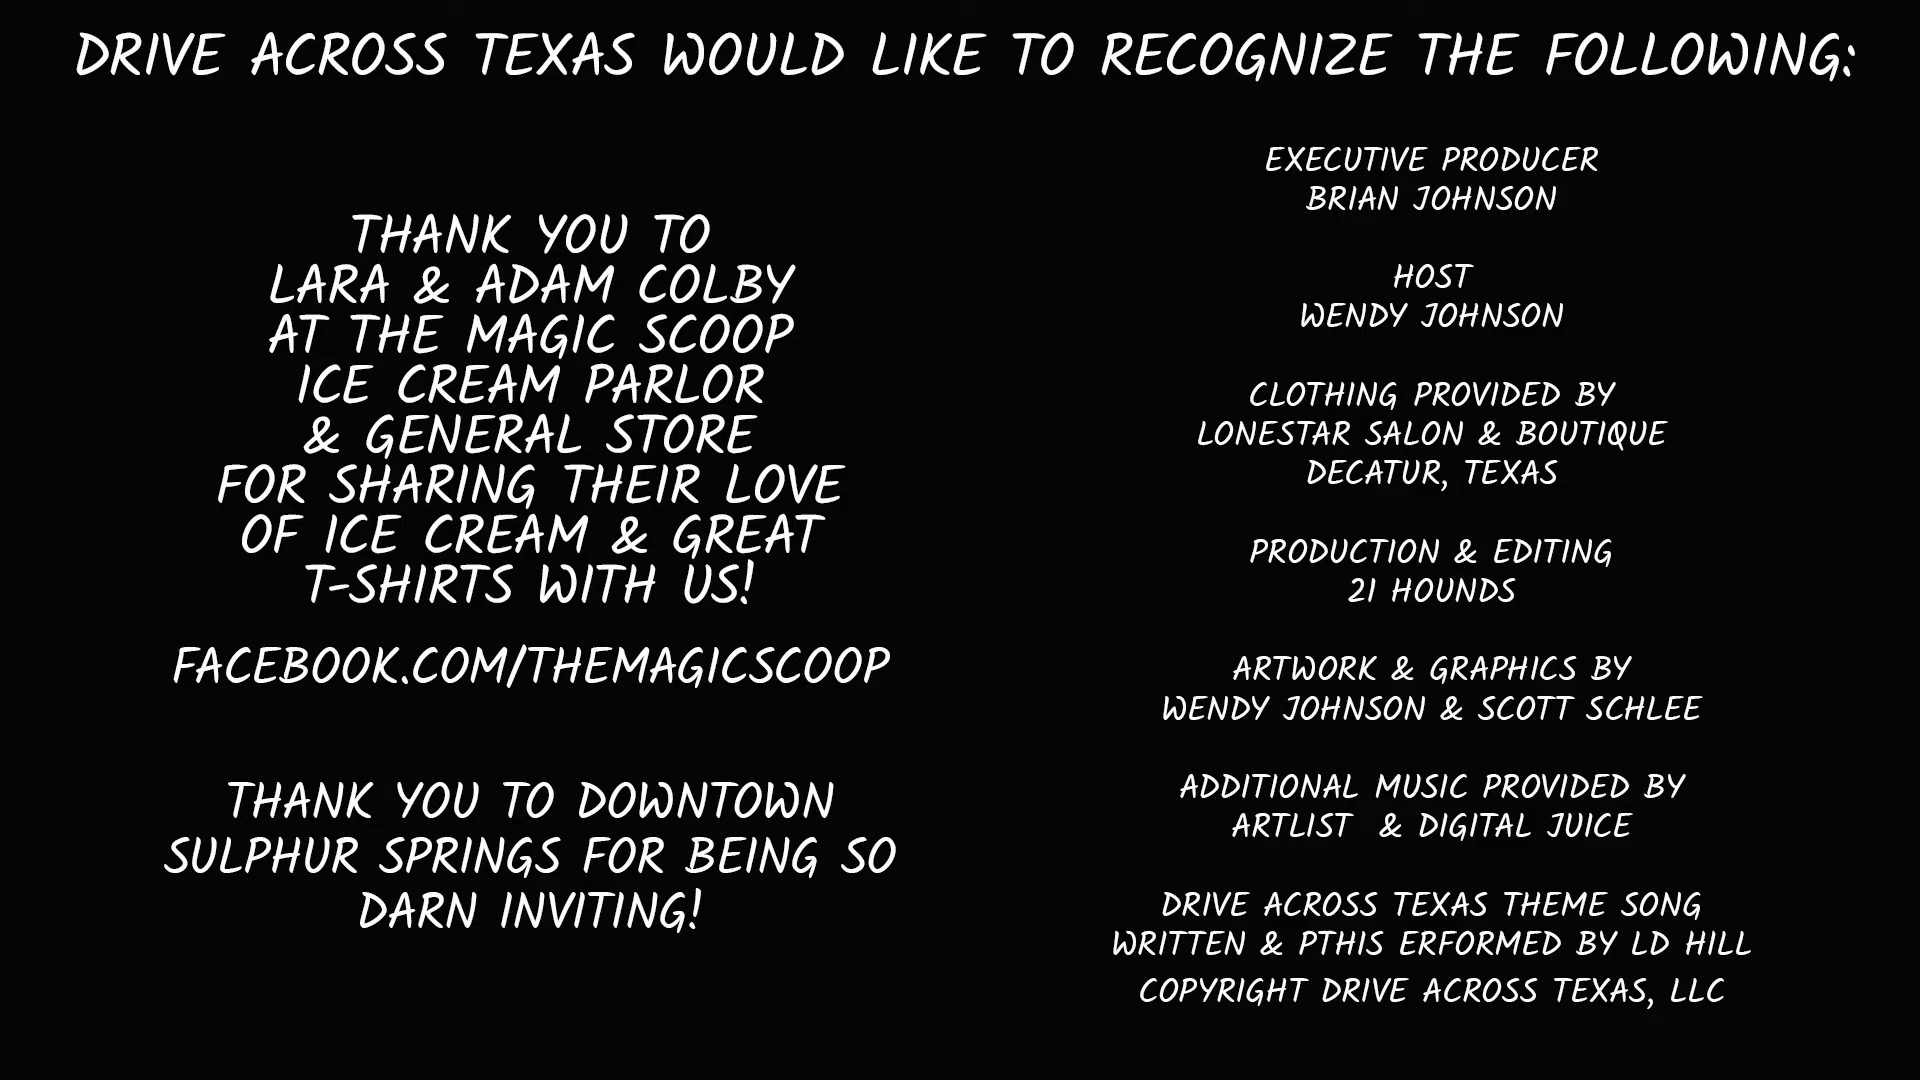 DRIVE ACROSS TEXAS WOULD LIKE TO RECOGNIZE THE FOLLOWING:
THANK YOU TO
LARA & ADAM COLBY
AT THE MAGIC SCOOP
ICE CREAM PARLOR
& GENERAL STORE
FOR SHARING THEIR LOVE
OF ICE CREAM & GREAT
T-SHIRTS WITH US!
FACEBOOK.COM/THEMAGICSCOOP
THANK YOU TO DOWNTOWN
SULPHUR SPRINGS FOR BEING SO
DARN INVITING!
EXECUTIVE PRODUCER
BRIAN JOHNSON
HOST
WENDY JOHNSON
CLOTHING PROVIDED BY
LONESTAR SALON & BOUTIQUE
DECATUR, TEXAS
PRODUCTION & EDITING
21 HOUNDS
ARTWORK & GRAPHICS BY
WENDY JOHNSON & SCOTT SCHLEE
ADDITIONAL MUSIC PROVIDED BY
ARTLIST & DIGITAL JUICE
DRIVE ACROSS TEXAS THEME SONG
WRITTEN & PTHIS ERFORMED BY LD HILL
COPYRIGHT DRIVE ACROSS TEXAS, LLC